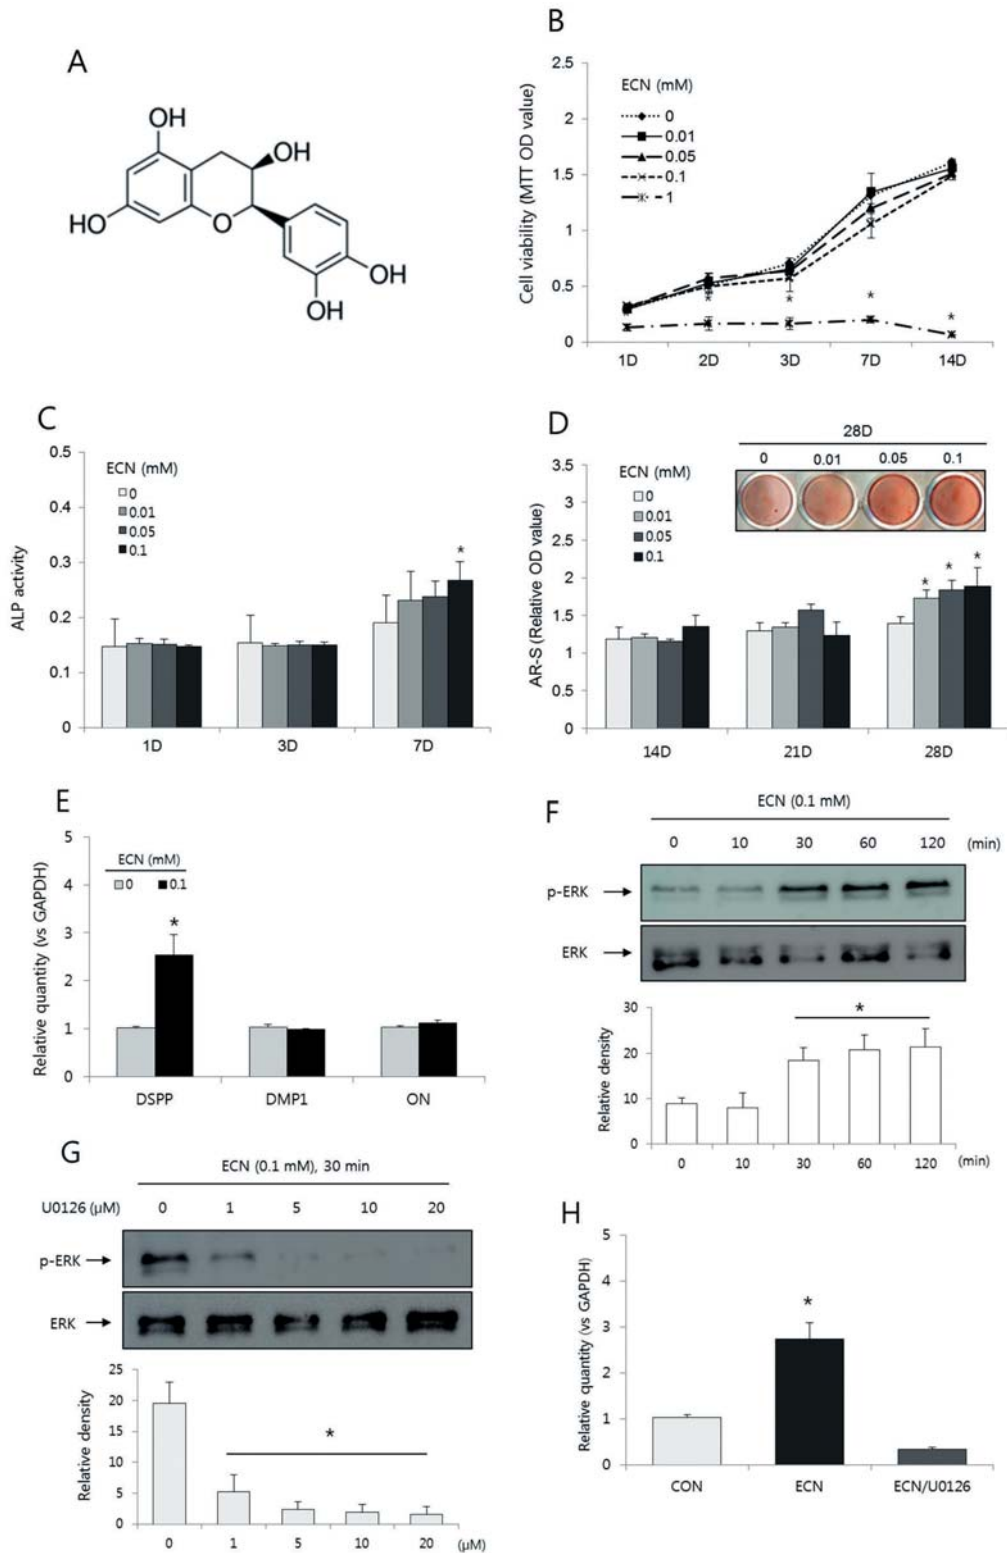 A
OH
OH
HO
O
OH
OH
B
ECN (mM)
0
0.01
0.05
0.1
1
Cell viability (MTT OD value)
2.5
2
1.5
1
0.5
0
*
*
*
*
1D 2D 3D 7D 14D
C
ECN (mM)
0
0.01
0.05
0.1
ALP activity
0.5
0.4
0.3
0.2
0.1
0
*
1D 3D 7D
D
28D
0 0.01 0.05 0.1
ECN (mM)
0
0.01
0.05
0.1
AR-S (Relative OD value)
3.5
3
2.5
2
1.5
1
0.5
0
* * *
14D 21D 28D
E
ECN (mM)
0 0.1
Relative quantity (vs GAPDH)
5
4
3
2
1
0
*
DSPP DMP1 ON
F
ECN (0.1 mM)
0 10 30 60 120 (min)
p-ERK
ERK
Relative density
30
20
10
0
*
0 10 30 60 120 (min)
G
ECN (0.1 mM), 30 min
U0126 (μM) 0 1 5 10 20
p-ERK
ERK
Relative density
25
20
15
10
5
0
*
0 1 5 10 20 (μM)
H
Relative quantity (vs GAPDH)
5
4
3
2
1
0
*
CON ECN ECN/U0126